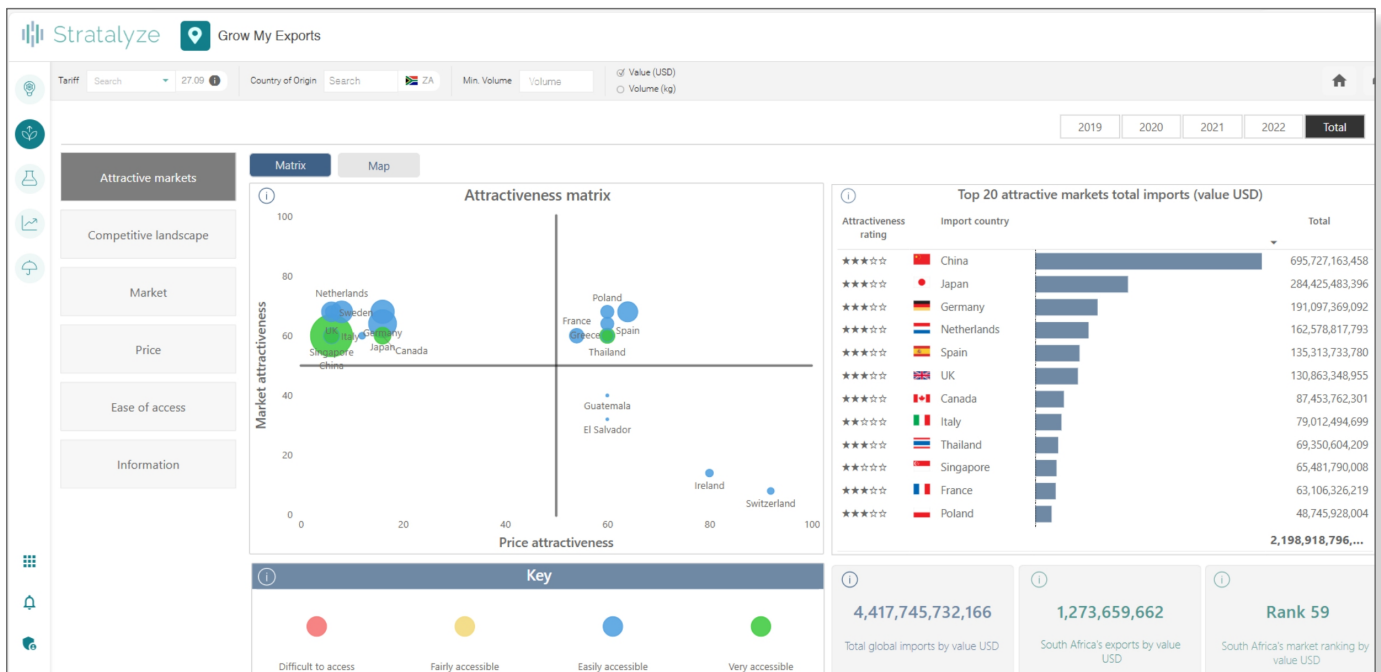 Stratalyze
Grow My Exports
Tariff Search 27.09 Country of Origin Search ZA Min. Volume Volume Value (USD)
Volume (kg)
2019 2020 2021 2022 Total
Attractive markets
Competitive landscape
Market
Price
Ease of access
Information
Matrix Map
Attractiveness matrix
100
80
60
40
20
0
0 20 40 60 80 100
Market attractiveness
Price attractiveness
Netherlands
Sweden
UK Italy Germany
Singapore Japan Canada
China
Poland
France
Greece Spain
Thailand
Guatemala
El Salvador
Ireland
Switzerland
Top 20 attractive markets total imports (value USD)
Attractiveness rating Import country Total
★★★☆☆ China 695,727,163,458
★★★☆☆ Japan 284,425,483,396
★★★☆☆ Germany 191,097,369,092
★★★☆☆ Netherlands 162,578,817,793
★★★☆☆ Spain 135,313,733,780
★★★☆☆ UK 130,863,348,955
★★★☆☆ Canada 87,453,762,301
★★☆☆☆ Italy 79,012,494,699
★★★☆☆ Thailand 69,350,604,209
★★☆☆☆ Singapore 65,481,790,008
★★★☆☆ France 63,106,326,219
★★★☆☆ Poland 48,745,928,004
2,198,918,796,...
Key
Difficult to access Fairly accessible Easily accessible Very accessible
4,417,745,732,166
Total global imports by value USD
1,273,659,662
South Africa's exports by value
USD
Rank 59
South Africa's market ranking by
value USD